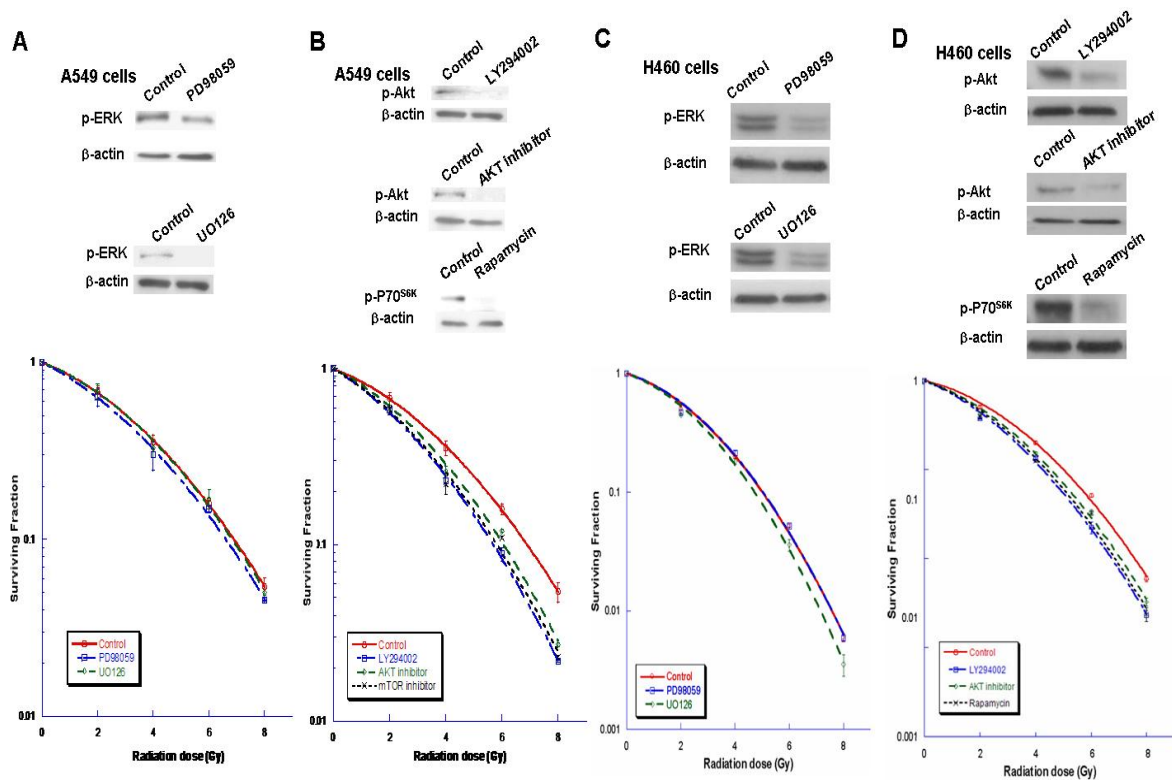 A
A549 cells
Control
PD98059
p-ERK
β-actin
Control
UO126
p-ERK
β-actin
1
0.1
0.01
Surviving Fraction
Control
PD98059
UO126
0 2 4 6 8
Radiation dose (Gy)
B
A549 cells
Control
LY294002
p-Akt
β-actin
Control
AKT inhibitor
p-Akt
β-actin
Control
Rapamycin
p-P70S6K
β-actin
1
0.1
0.01
Surviving Fraction
Control
LY294002
AKT inhibitor
mTOR inhibitor
0 2 4 6 8
Radiation dose (Gy)
C
H460 cells
Control
PD98059
p-ERK
β-actin
Control
UO126
p-ERK
β-actin
1
0.1
0.01
0.001
Surviving Fraction
Control
PD98059
UO126
0 2 4 6 8
Radiation dose (Gy)
D
H460 cells
Control
LY294002
p-Akt
β-actin
Control
AKT inhibitor
p-Akt
β-actin
Control
Rapamycin
p-P70S6K
β-actin
1
0.1
0.01
0.001
Surviving Fraction
Control
LY294002
AKT inhibitor
Rapamycin
0 2 4 6 8
Radiation dose (Gy)